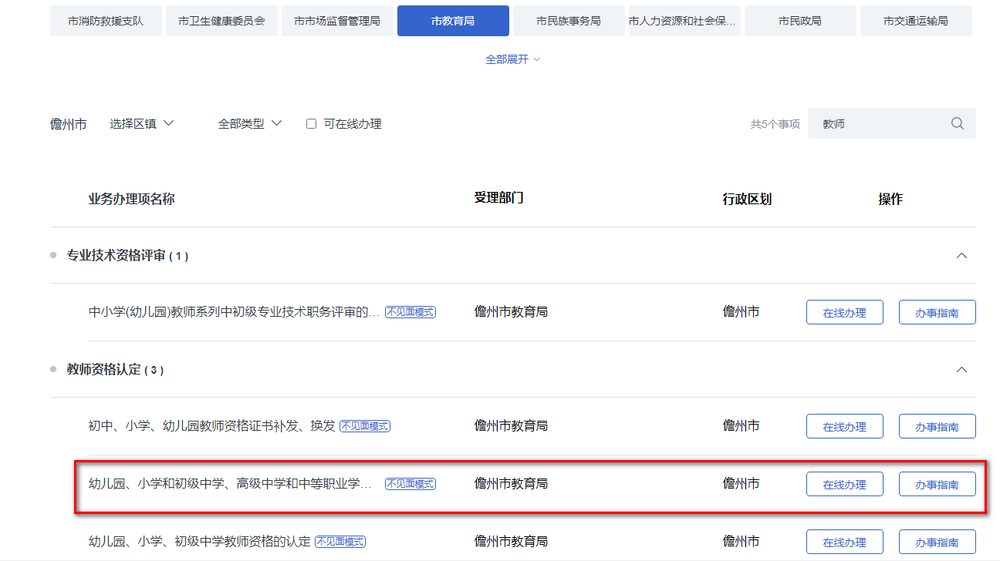 市消防救援支队 市卫生健康委员会 市市场监督管理局 市教育局 市民族事务局 市人力资源和社会保... 市民政局 市交通运输局
全部展开
儋州市 选择区镇 全部类型 可在线办理 共5个事项 教师
业务办理项名称 受理部门 行政区划 操作
专业技术资格评审 ( 1 )
中小学(幼儿园)教师系列中初级专业技术职务评审的... 不见面模式 儋州市教育局 儋州市 在线办理 办事指南
教师资格认定 ( 3 )
初中、小学、幼儿园教师资格证书补发、换发 不见面模式 儋州市教育局 儋州市 在线办理 办事指南
幼儿园、小学和初级中学、高级中学和中等职业学... 不见面模式 儋州市教育局 儋州市 在线办理 办事指南
幼儿园、小学、初级中学教师资格的认定 不见面模式 儋州市教育局 儋州市 在线办理 办事指南